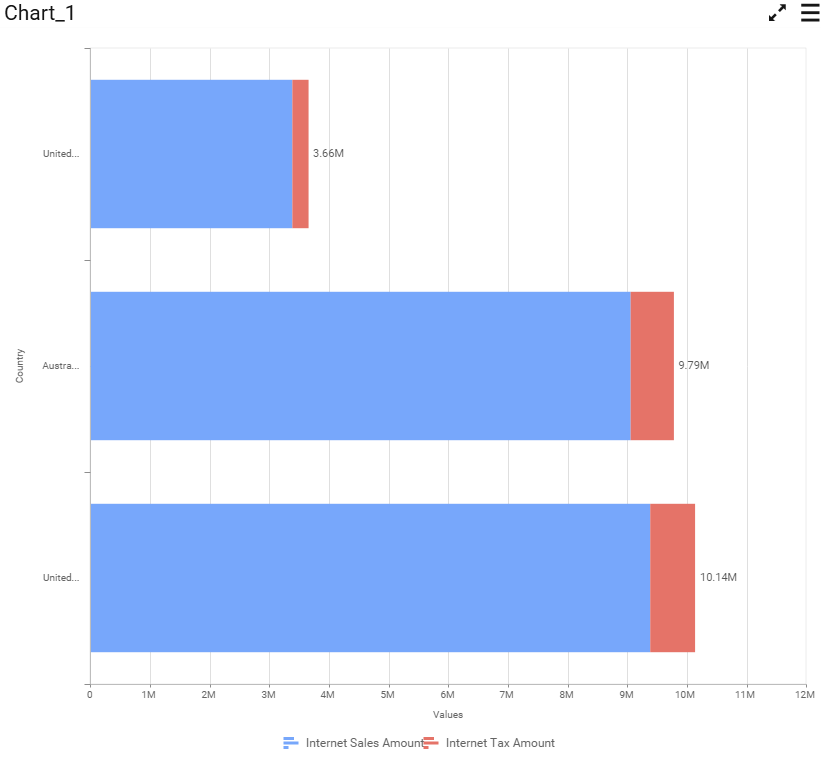 Chart_1
United...
3.66M
Austra...
9.79M
United...
10.14M
Country
0 1M 2M 3M 4M 5M 6M 7M 8M 9M 10M 11M 12M
Values
Internet Sales Amount Internet Tax Amount